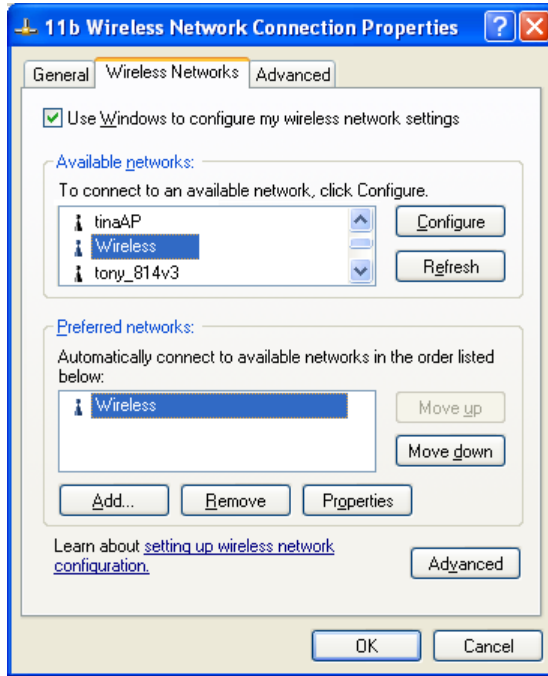 11b Wireless Network Connection Properties
General Wireless Networks Advanced
Use Windows to configure my wireless network settings
Available networks:
To connect to an available network, click Configure.
tinaAP
Configure
Wireless
tony_814v3
Refresh
Preferred networks:
Automatically connect to available networks in the order listed
below:
Wireless
Move up
Move down
Add... Remove Properties
Learn about setting up wireless network
configuration.
Advanced
OK Cancel